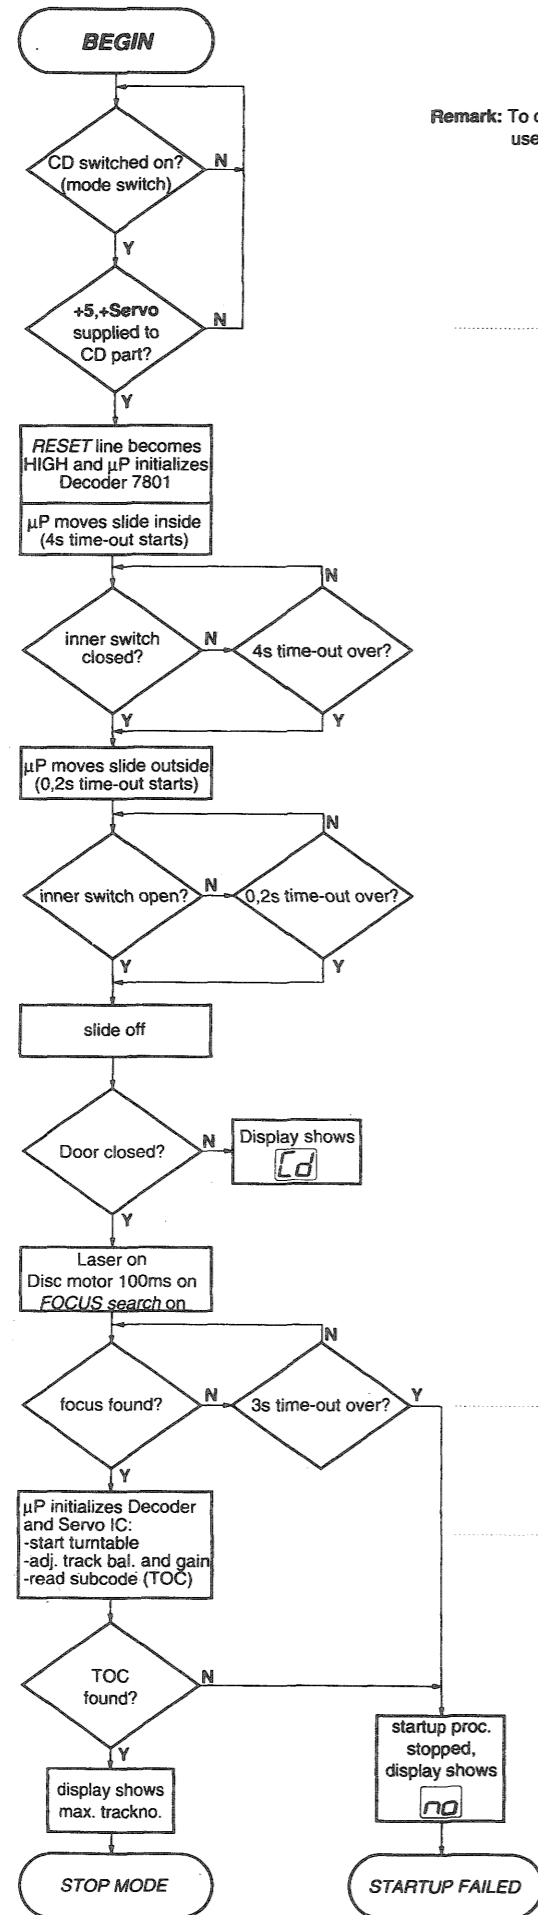 BEGIN
Remark: To
use
CD switched on?
(mode switch)
N
Y
+5,+Servo
supplied to
CD part?
N
Y
RESET line becomes
HIGH and µP initializes
Decoder 7801
µP moves slide inside
(4s time-out starts)
N
inner switch
closed?
N
4s time-out over?
Y
Y
µP moves slide outside
(0,2s time-out starts)
N
inner switch open?
N
0,2s time-out over?
Y
Y
slide off
Door closed?
N
Display shows
Cd
Y
Laser on
Disc motor 100ms on
FOCUS search on
N
focus found?
N
3s time-out over?
Y
Y
µP initializes Decoder
and Servo IC:
-start turntable
-adj. track bal. and gain
-read subcode (TOC)
TOC
found?
N
Y
startup proc.
stopped,
display shows
no
display shows
max. trackno.
STOP MODE
STARTUP FAILED